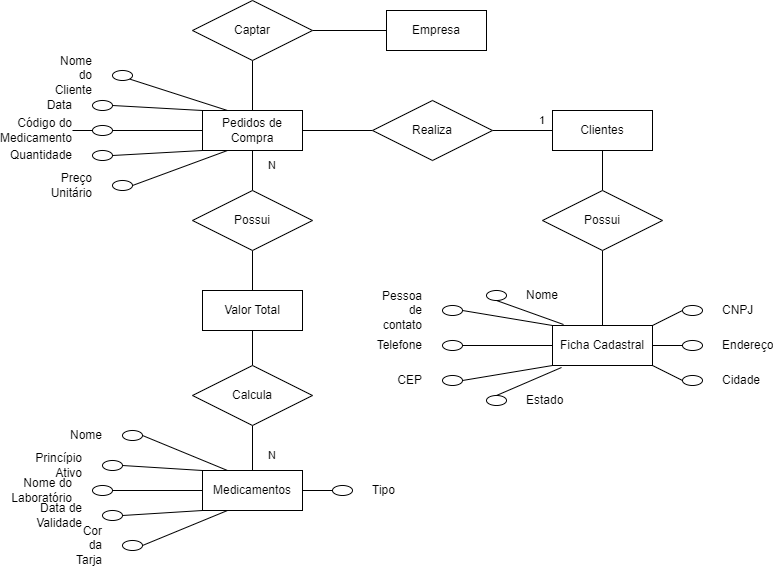 Captar
Empresa
Nome
do
Cliente
Data
Código do
Medicamento
Quantidade
Preço
Unitário
Pedidos de
Compra
Realiza
1
Clientes
N
Possui
Possui
Valor Total
Pessoa
de
contato
Nome
CNPJ
Telefone
Ficha Cadastral
Endereço
CEP
Estado
Cidade
Calcula
N
Nome
Princípio
Ativo
Nome do
Laboratório
Data de
Validade
Cor
da
Tarja
Medicamentos
Tipo